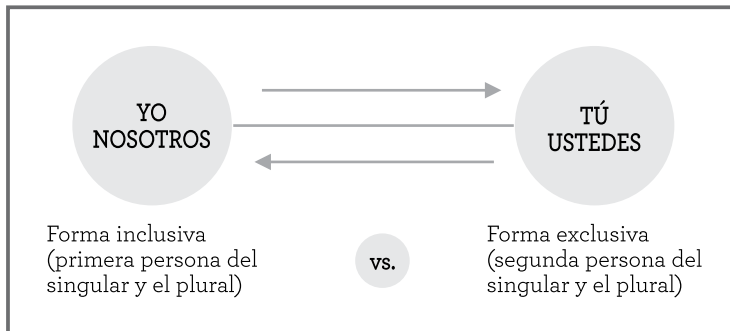 YO
NOSOTROS
TÚ
USTEDES
Forma inclusiva
(primera persona del
singular y el plural)
vs.
Forma exclusiva
(segunda persona del
singular y el plural)